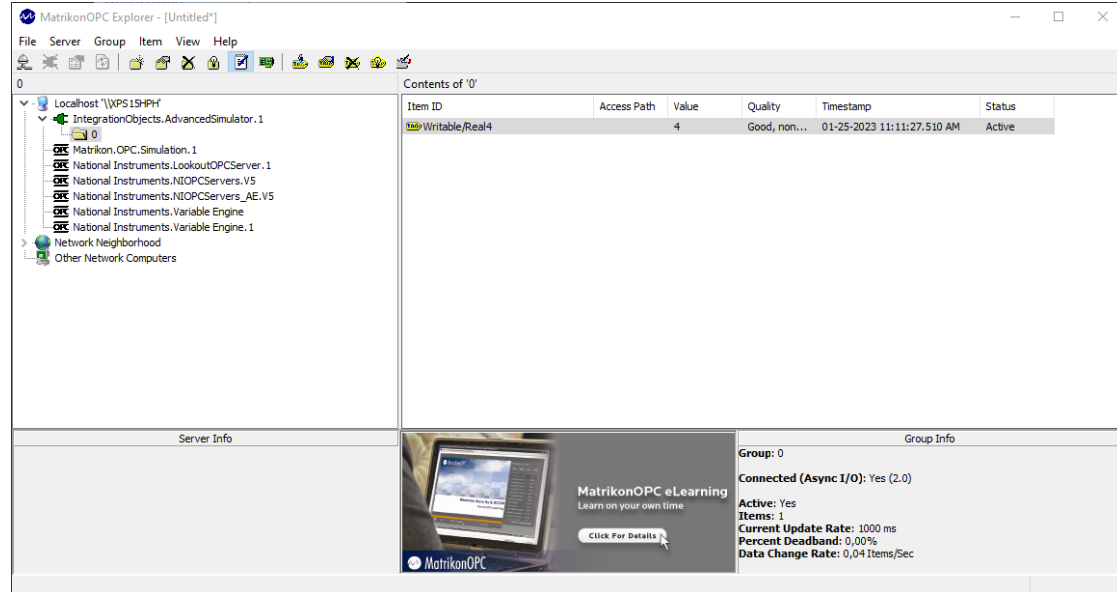 MatrikonOPC Explorer - [Untitled*]
File Server Group Item View Help
0
Contents of '0'
Localhost '\\XPS15HPH'
IntegrationObjects.AdvancedSimulator.1
0
Matrikon.OPC.Simulation.1
National Instruments.LookoutOPCServer.1
National Instruments.NIOPCServers.V5
National Instruments.NIOPCServers_AE.V5
National Instruments.Variable Engine
National Instruments.Variable Engine.1
Network Neighborhood
Other Network Computers
Item ID Access Path Value Quality Timestamp Status
Writable/Real4 4 Good, non... 01-25-2023 11:11:27.510 AM Active
Server Info
MatrikonOPC eLearning
Learn on your own time
Click For Details
MatrikonOPC
Group Info
Group: 0
Connected (Async I/O): Yes (2.0)
Active: Yes
Items: 1
Current Update Rate: 1000 ms
Percent Deadband: 0,00%
Data Change Rate: 0,04 Items/Sec